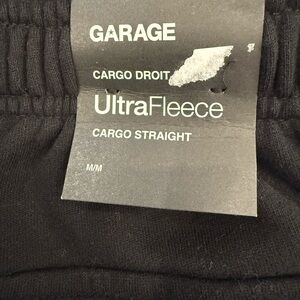 GARAGE
CARGO DROIT
UltraFleece
CARGO STRAIGHT
M/M